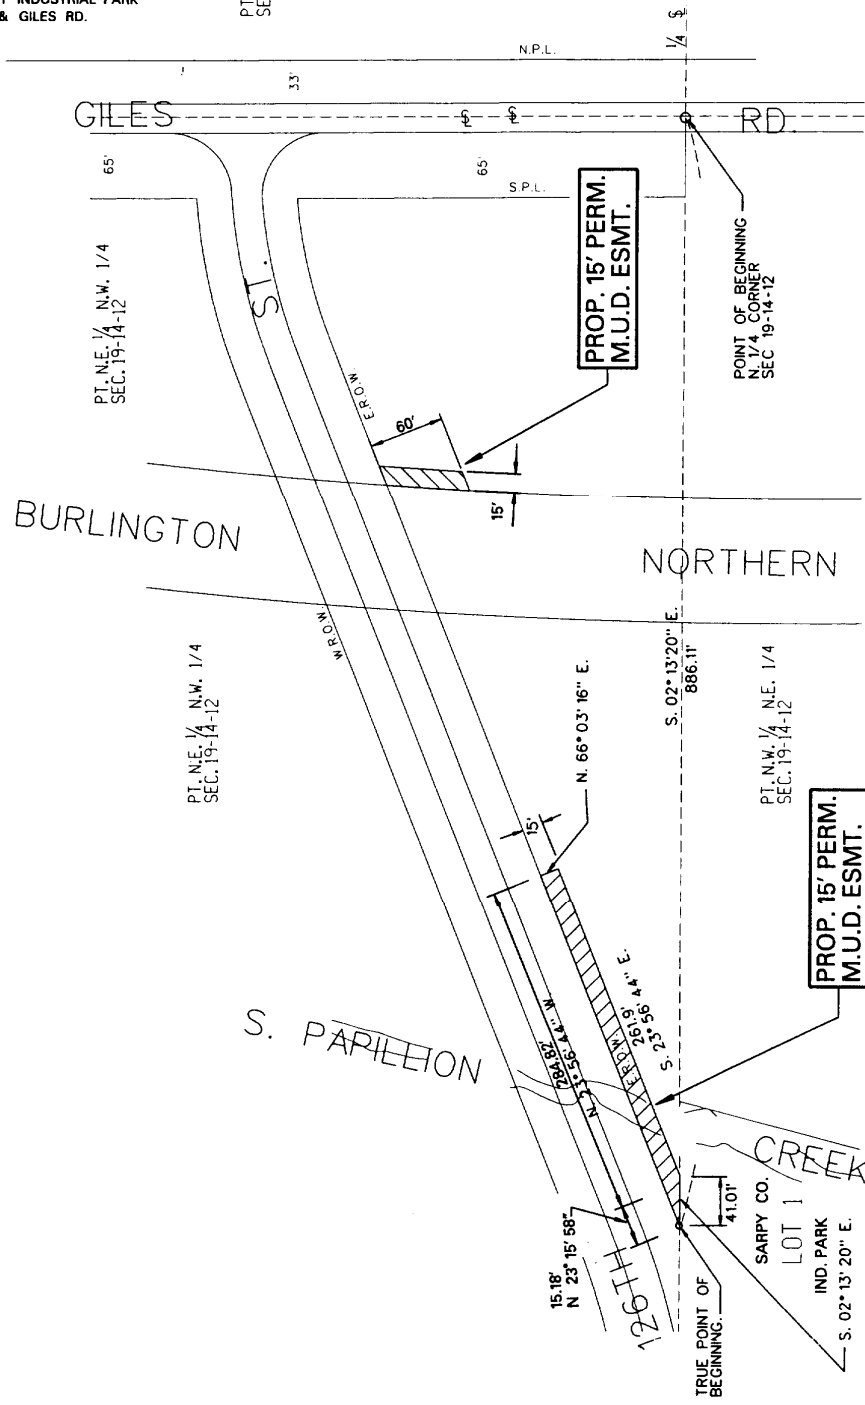 INDUSTRIAL PARK
& GILES RD.
PT.
N.P.L.
1/4 ℄
33'
GILES
℄
℄
RD.
65'
65'
S.P.L.
PT. N.E. 1/4 N.W. 1/4
SEC. 19-14-12
ST.
PROP. 15' PERM.
M.U.D. ESMT.
POINT OF BEGINNING
N. 1/4 CORNER
SEC 19-14-12
E.R.O.W.
60'
15'
BURLINGTON
NORTHERN
W.R.O.W.
PT. N.E. 1/4 N.W. 1/4
SEC. 19-14-12
S. 02° 13' 20" E.
886.11'
N. 66° 03' 16" E.
PT. N.W. 1/4 N.E. 1/4
SEC. 19-14-12
15'
PROP. 15' PERM.
M.U.D. ESMT.
284.82'
N. 23° 56' 44" W.
E.R.O.W.
261.9'
S. 23° 56' 44" E.
S. PAPILLION
CREEK
41.01'
15.18'
N 23° 15' 58"
126TH
TRUE POINT OF
BEGINNING.
SARPY CO.
LOT 1
IND. PARK
S. 02° 13' 20" E.